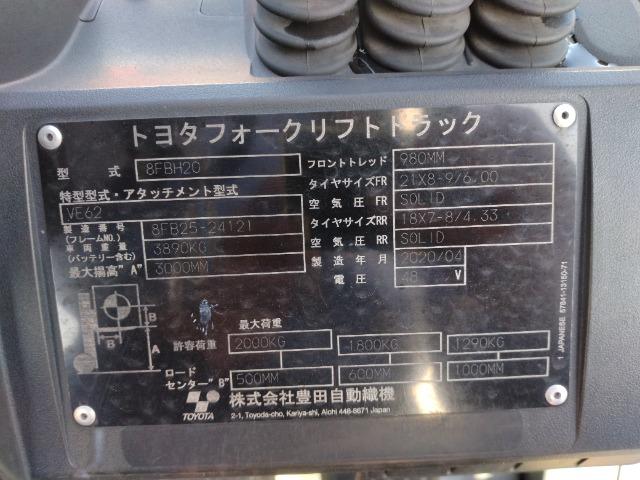 トヨタフォークリフトトラック
型式 8FBH20 フロントトレッド 980MM
特型型式・アタッチメント型式 タイヤサイズFR 21X8-9/6.00
VE62 空気圧FR SOLID
製造番号(フレームNO.) 8FB25-24121 タイヤサイズRR 18X7-8/4.33
車両重量(バッテリー含む) 3890KG 空気圧RR SOLID
最大揚高"A" 3000MM 製造年月 2020/04
電圧 48 V
B
B
A
最大荷重
許容荷重 2000KG 1800KG 1290KG
ロードセンター"B" 500MM 600MM 1000MM
TOYOTA 株式会社豊田自動織機
2-1, Toyoda-cho, Kariya-shi, Aichi 448-8671 Japan
1 JAPANESE 57841-13160-71